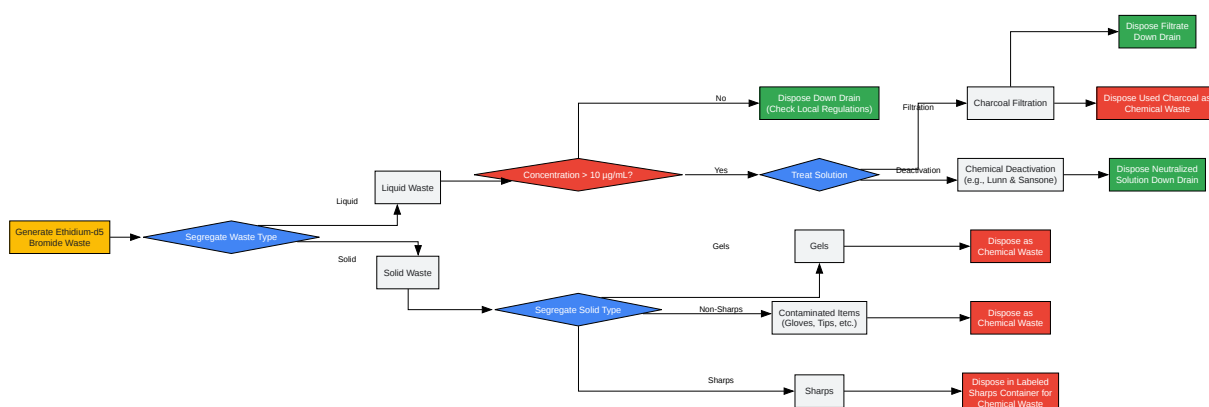 Dispose Filtrate
Down Drain
No
Dispose Down Drain
(Check Local Regulations)
Filtration
Charcoal Filtration
Dispose Used Charcoal as
Chemical Waste
Liquid Waste
Concentration > 10 µg/mL?
Yes
Treat Solution
Deactivation
Chemical Deactivation
(e.g., Lunn & Sansone)
Dispose Neutralized
Solution Down Drain
Liquid
Generate Ethidium-d5
Bromide Waste
Segregate Waste Type
Solid
Solid Waste
Gels
Gels
Dispose as
Chemical Waste
Segregate Solid Type
Non-Sharps
Contaminated Items
(Gloves, Tips, etc.)
Dispose as
Chemical Waste
Sharps
Sharps
Dispose in Labeled
Sharps Container for
Chemical Waste